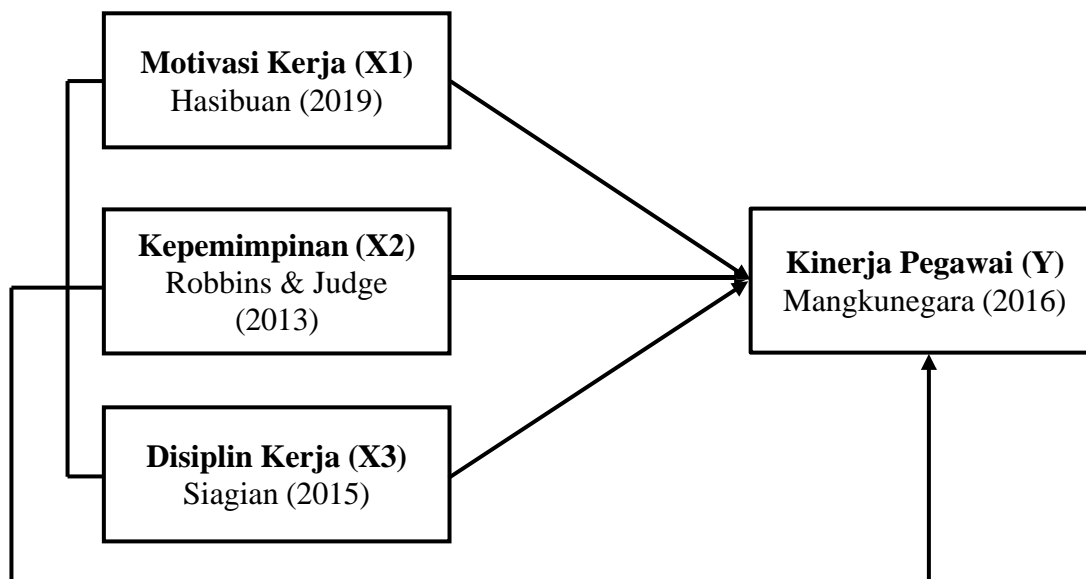 Motivasi Kerja (X1)
Hasibuan (2019)
Kepemimpinan (X2)
Robbins & Judge
(2013)
Kinerja Pegawai (Y)
Mangkunegara (2016)
Disiplin Kerja (X3)
Siagian (2015)